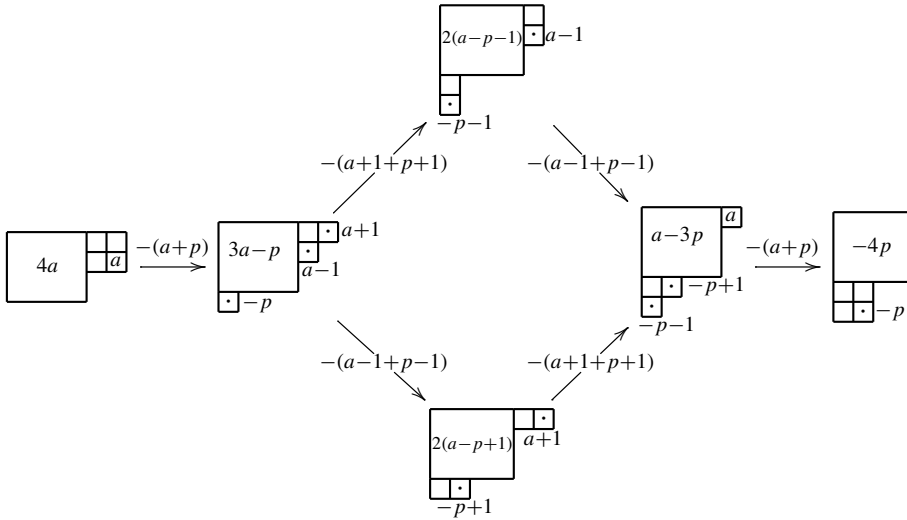 2(a−p−1)
a−1
−p−1
−(a+1+p+1)
−(a−1+p−1)
4a
a
−(a+p)
3a−p
a+1
a−1
−p
a−3p
a
−p+1
−p−1
−(a+p)
−4p
−p
−(a−1+p−1)
−(a+1+p+1)
2(a−p+1)
a+1
−p+1